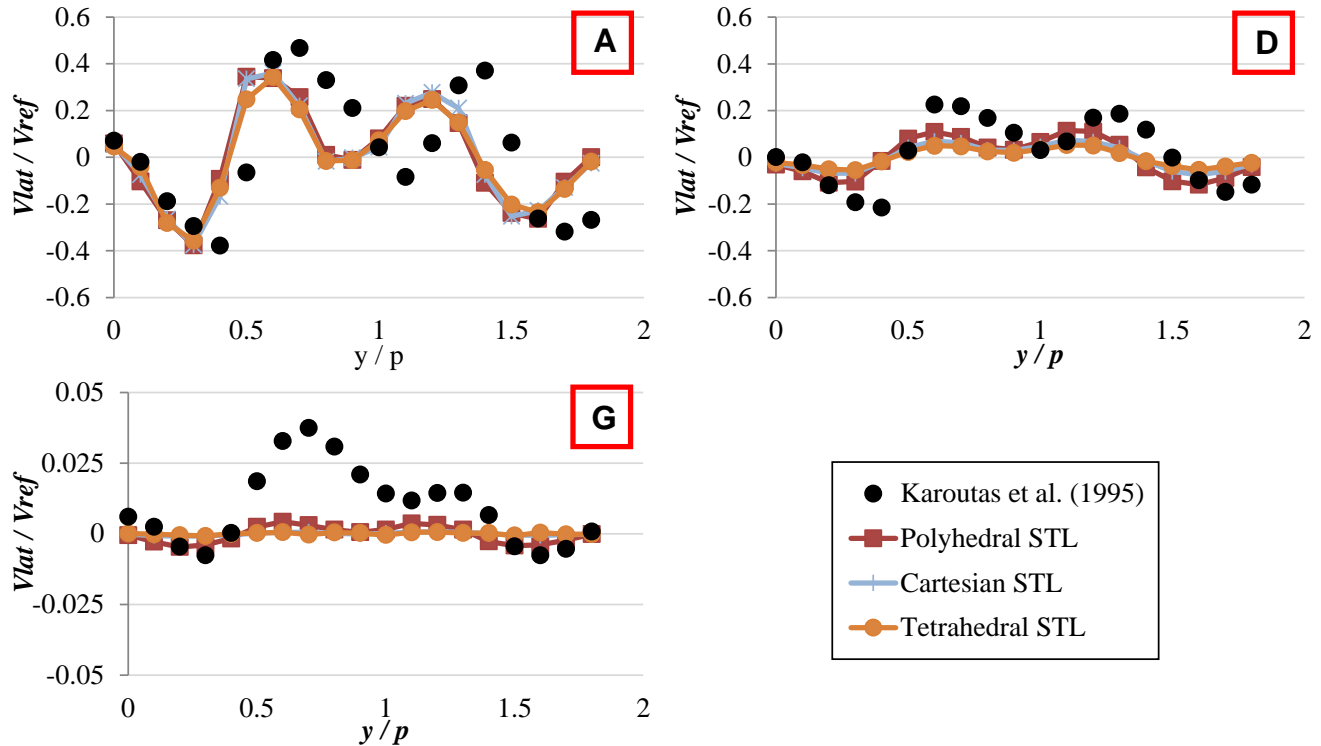 0.6
0.4
0.2
0
-0.2
-0.4
-0.6
Vlat / Vref
0
0.5
1
1.5
2
y / p
A
0.6
0.4
0.2
0
-0.2
-0.4
-0.6
Vlat / Vref
0
0.5
1
1.5
2
y / p
D
0.05
0.025
0
-0.025
-0.05
Vlat / Vref
0
0.5
1
1.5
2
y / p
G
Karoutas et al. (1995)
Polyhedral STL
Cartesian STL
Tetrahedral STL